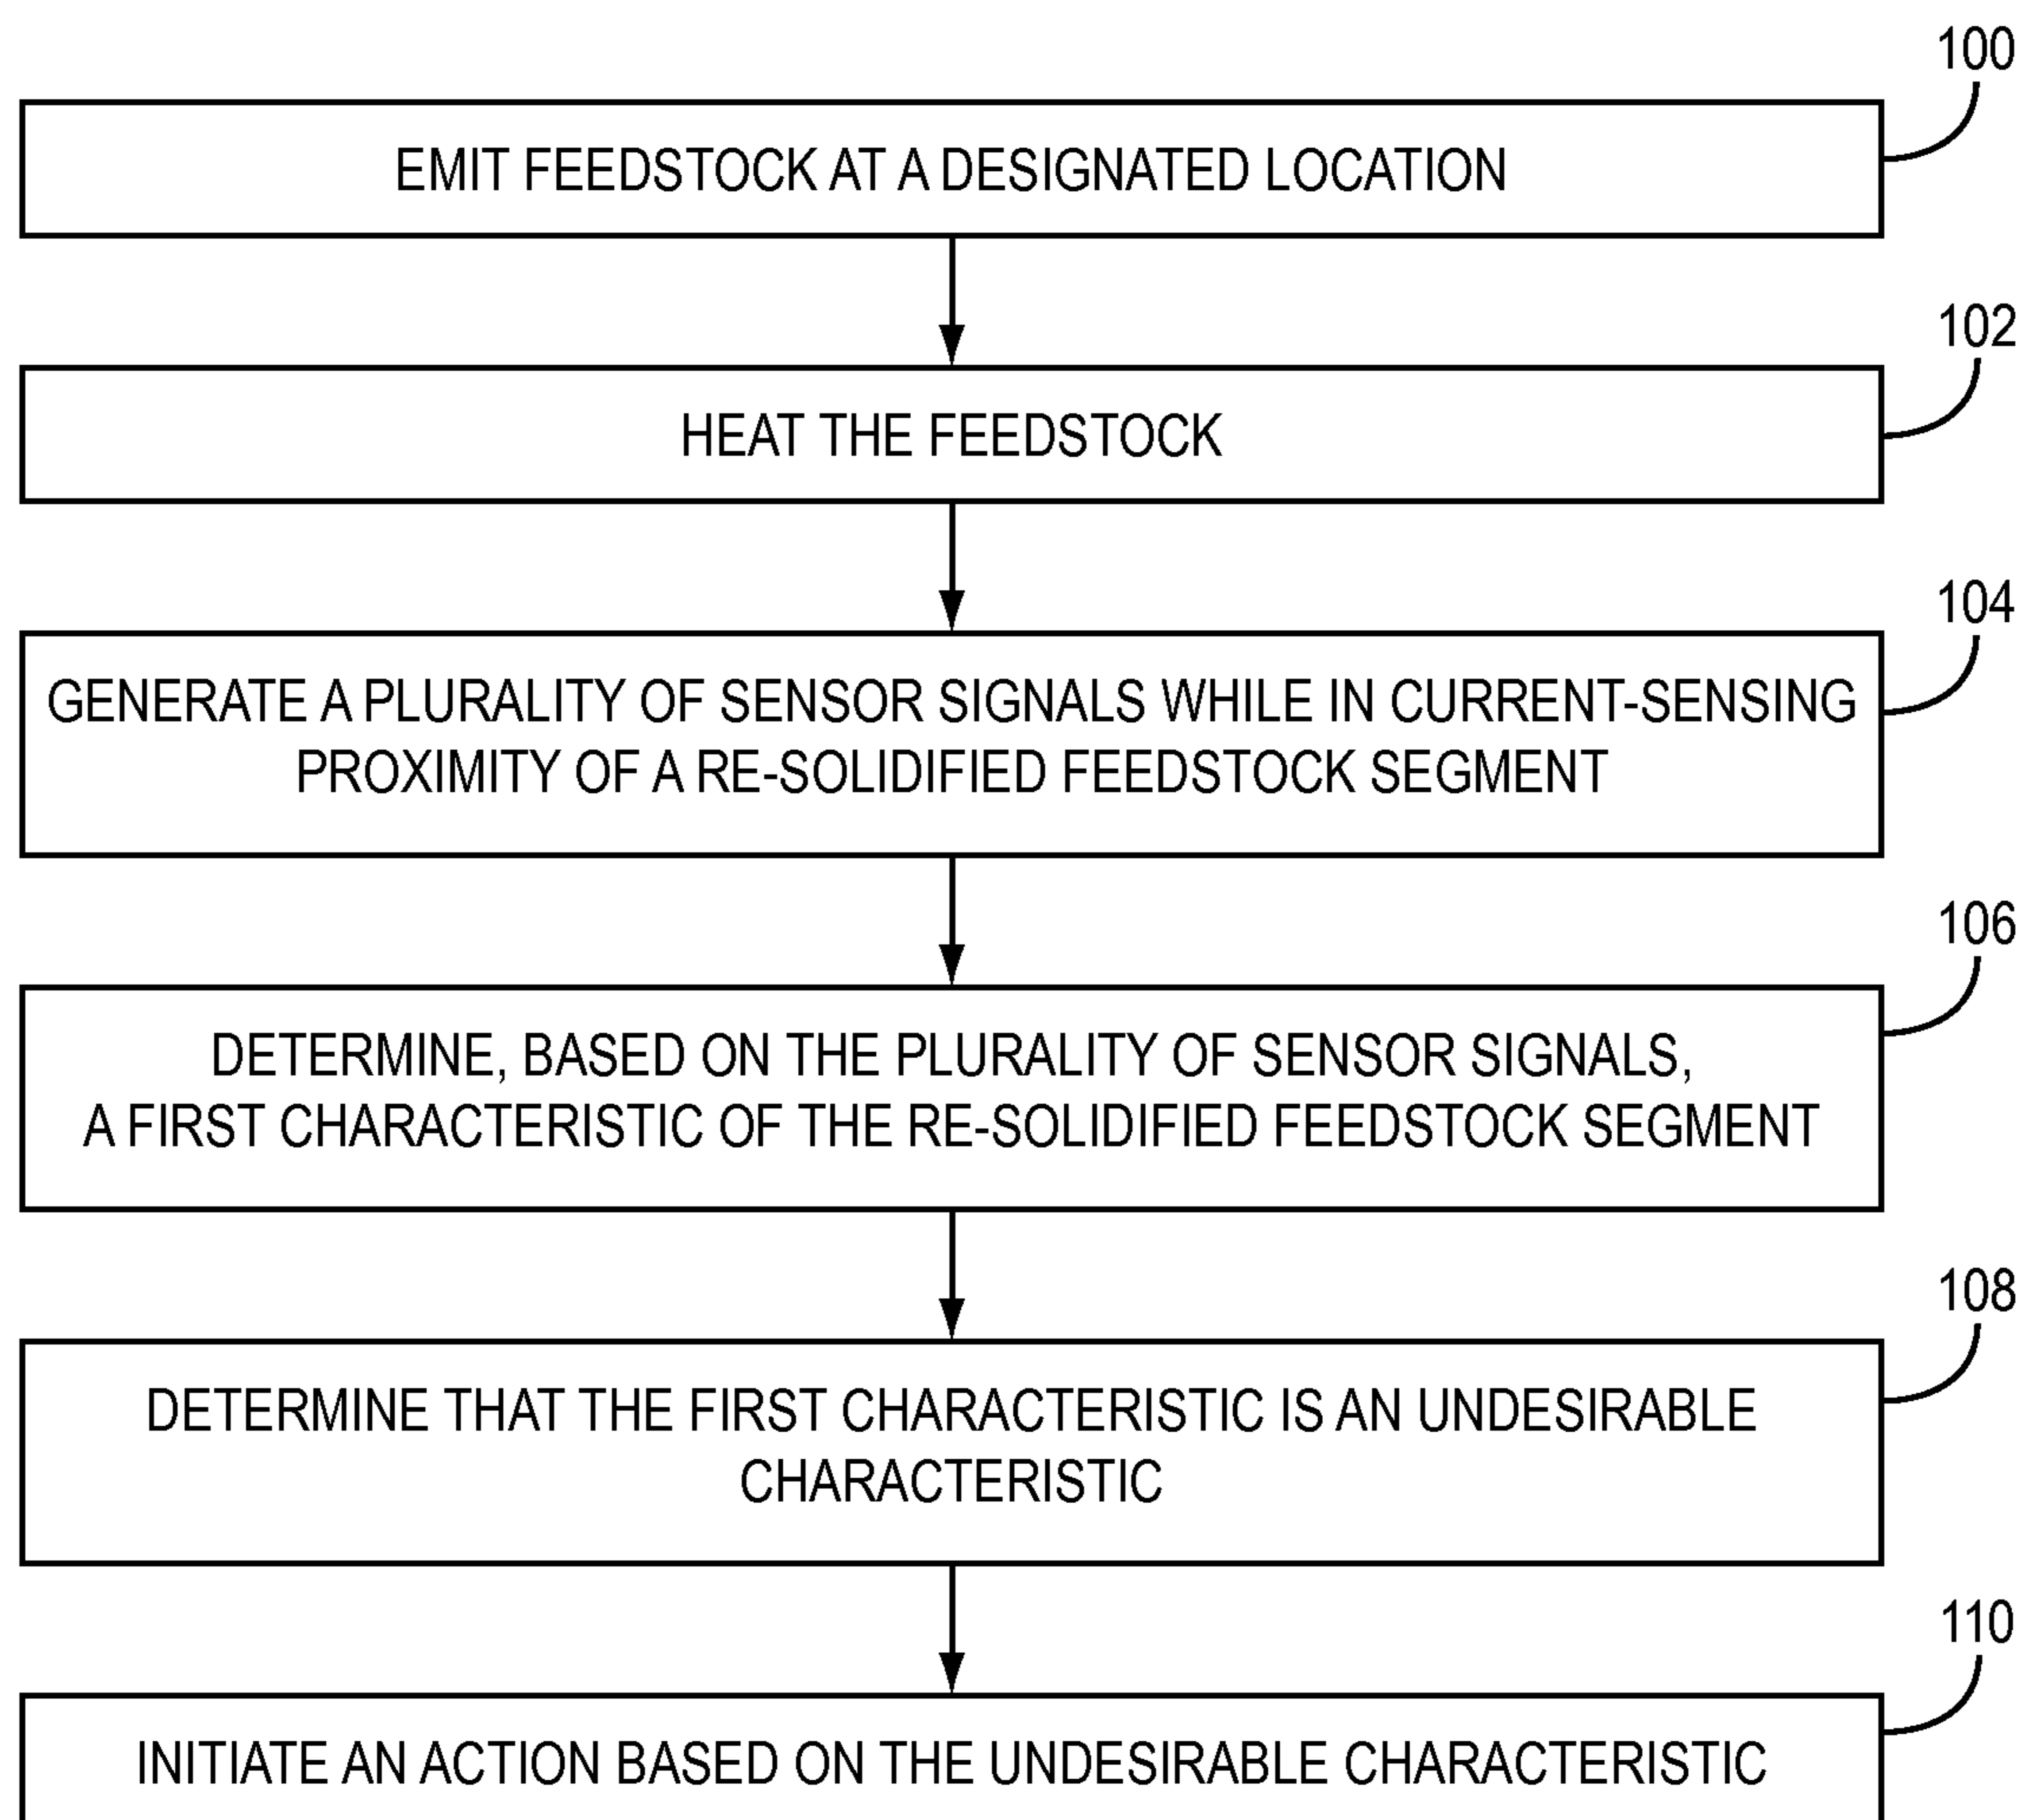 100
EMIT FEEDSTOCK AT A DESIGNATED LOCATION
102
HEAT THE FEEDSTOCK
104
GENERATE A PLURALITY OF SENSOR SIGNALS WHILE IN CURRENT-SENSING
PROXIMITY OF A RE-SOLIDIFIED FEEDSTOCK SEGMENT
106
DETERMINE, BASED ON THE PLURALITY OF SENSOR SIGNALS,
A FIRST CHARACTERISTIC OF THE RE-SOLIDIFIED FEEDSTOCK SEGMENT
108
DETERMINE THAT THE FIRST CHARACTERISTIC IS AN UNDESIRABLE
CHARACTERISTIC
110
INITIATE AN ACTION BASED ON THE UNDESIRABLE CHARACTERISTIC